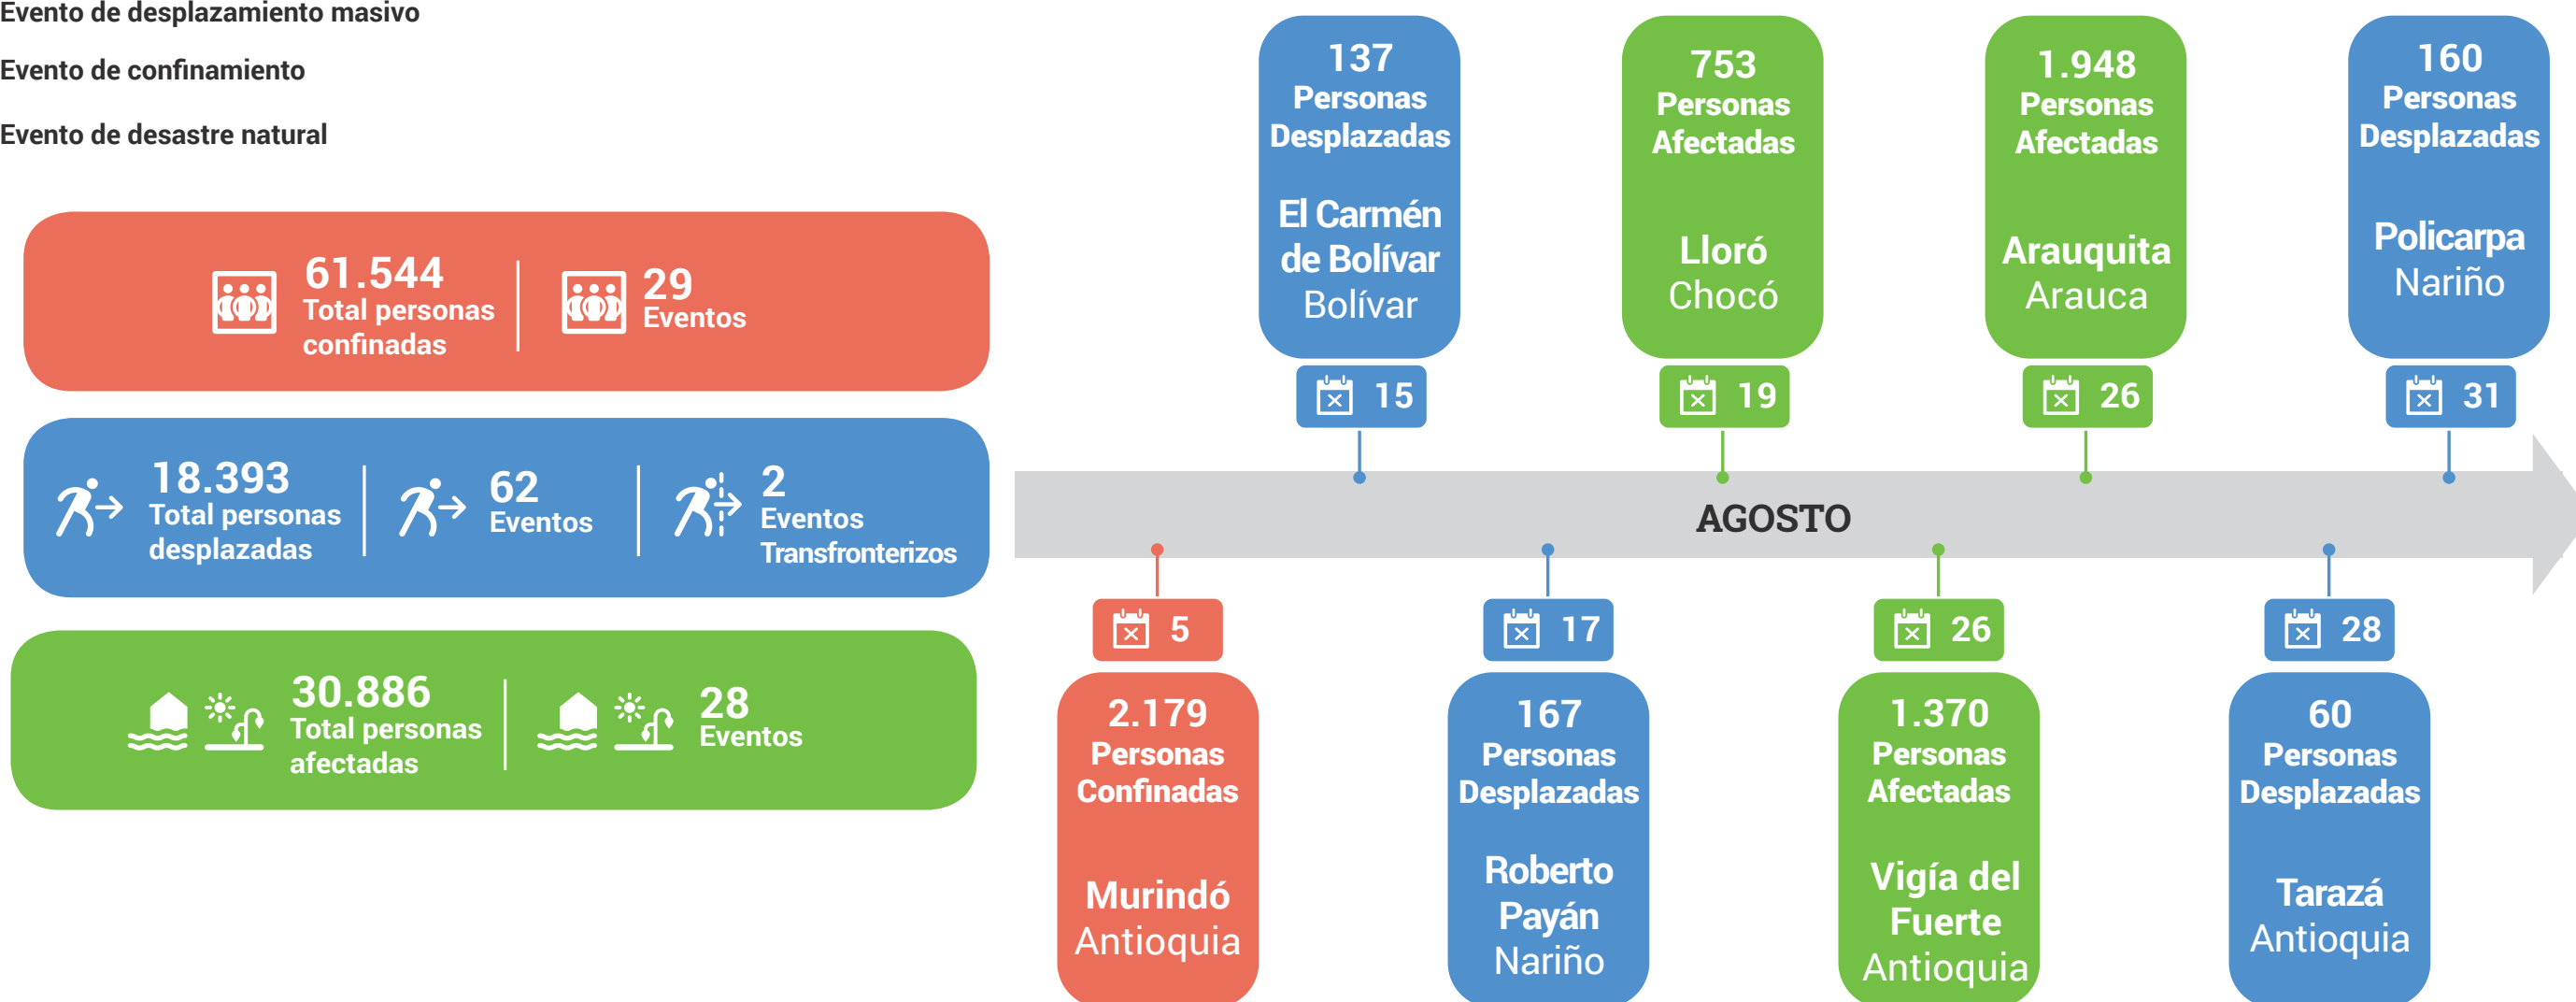 Evento de desplazamiento masivo
Evento de confinamiento
Evento de desastre natural
61.544
Total personas
confinadas
29
Eventos
18.393
Total personas
desplazadas
62
Eventos
2
Eventos
Transfronterizos
30.886
Total personas
afectadas
28
Eventos
137
Personas
Desplazadas
El Carmén
de Bolívar
Bolívar
15
753
Personas
Afectadas
Lloró
Chocó
19
1.948
Personas
Afectadas
Arauquita
Arauca
26
160
Personas
Desplazadas
Policarpa
Nariño
31
AGOSTO
5
2.179
Personas
Confinadas
Murindó
Antioquia
17
167
Personas
Desplazadas
Roberto
Payán
Nariño
26
1.370
Personas
Afectadas
Vigía del
Fuerte
Antioquia
28
60
Personas
Desplazadas
Tarazá
Antioquia